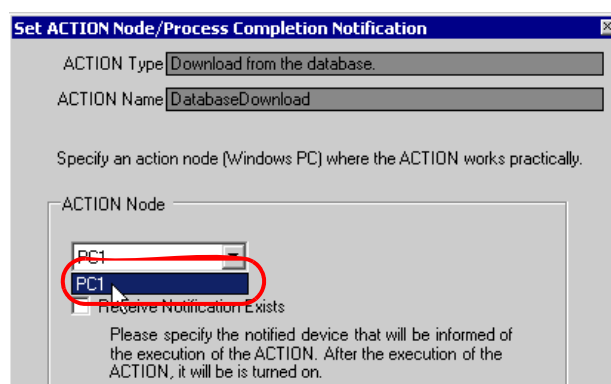 Set ACTION Node/Process Completion Notification
ACTION Type Download from the database.
ACTION Name DatabaseDownload
Specify an action node (Windows PC) where the ACTION works practically.
ACTION Node
PC1
PC1
Receive Notification Exists
Please specify the notified device that will be informed of
the execution of the ACTION. After the execution of the
ACTION, it will be is turned on.